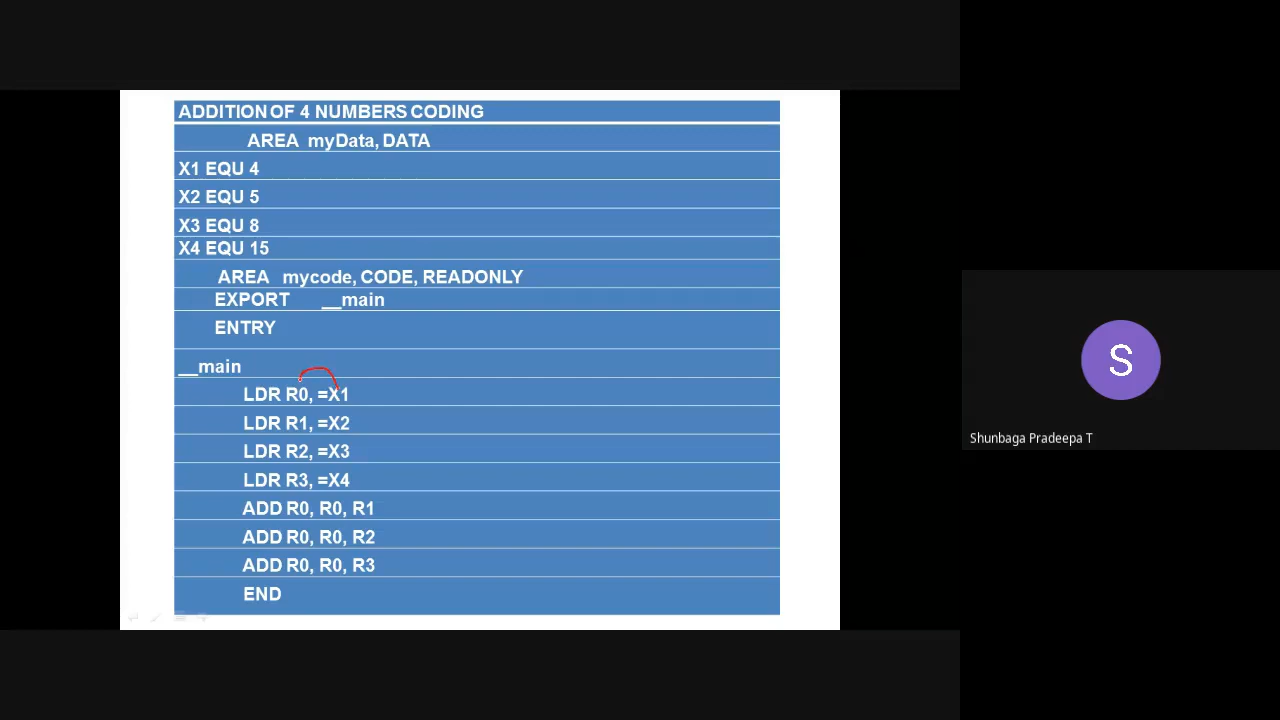 ADDITION OF 4 NUMBERS CODING
AREA myData, DATA
X1 EQU 4
X2 EQU 5
X3 EQU 8
X4 EQU 15
AREA mycode, CODE, READONLY
EXPORT __main
ENTRY
__main
LDR R0, =X1
LDR R1, =X2
LDR R2, =X3
LDR R3, =X4
ADD R0, R0, R1
ADD R0, R0, R2
ADD R0, R0, R3
END
S
Shunbaga Pradeepa T